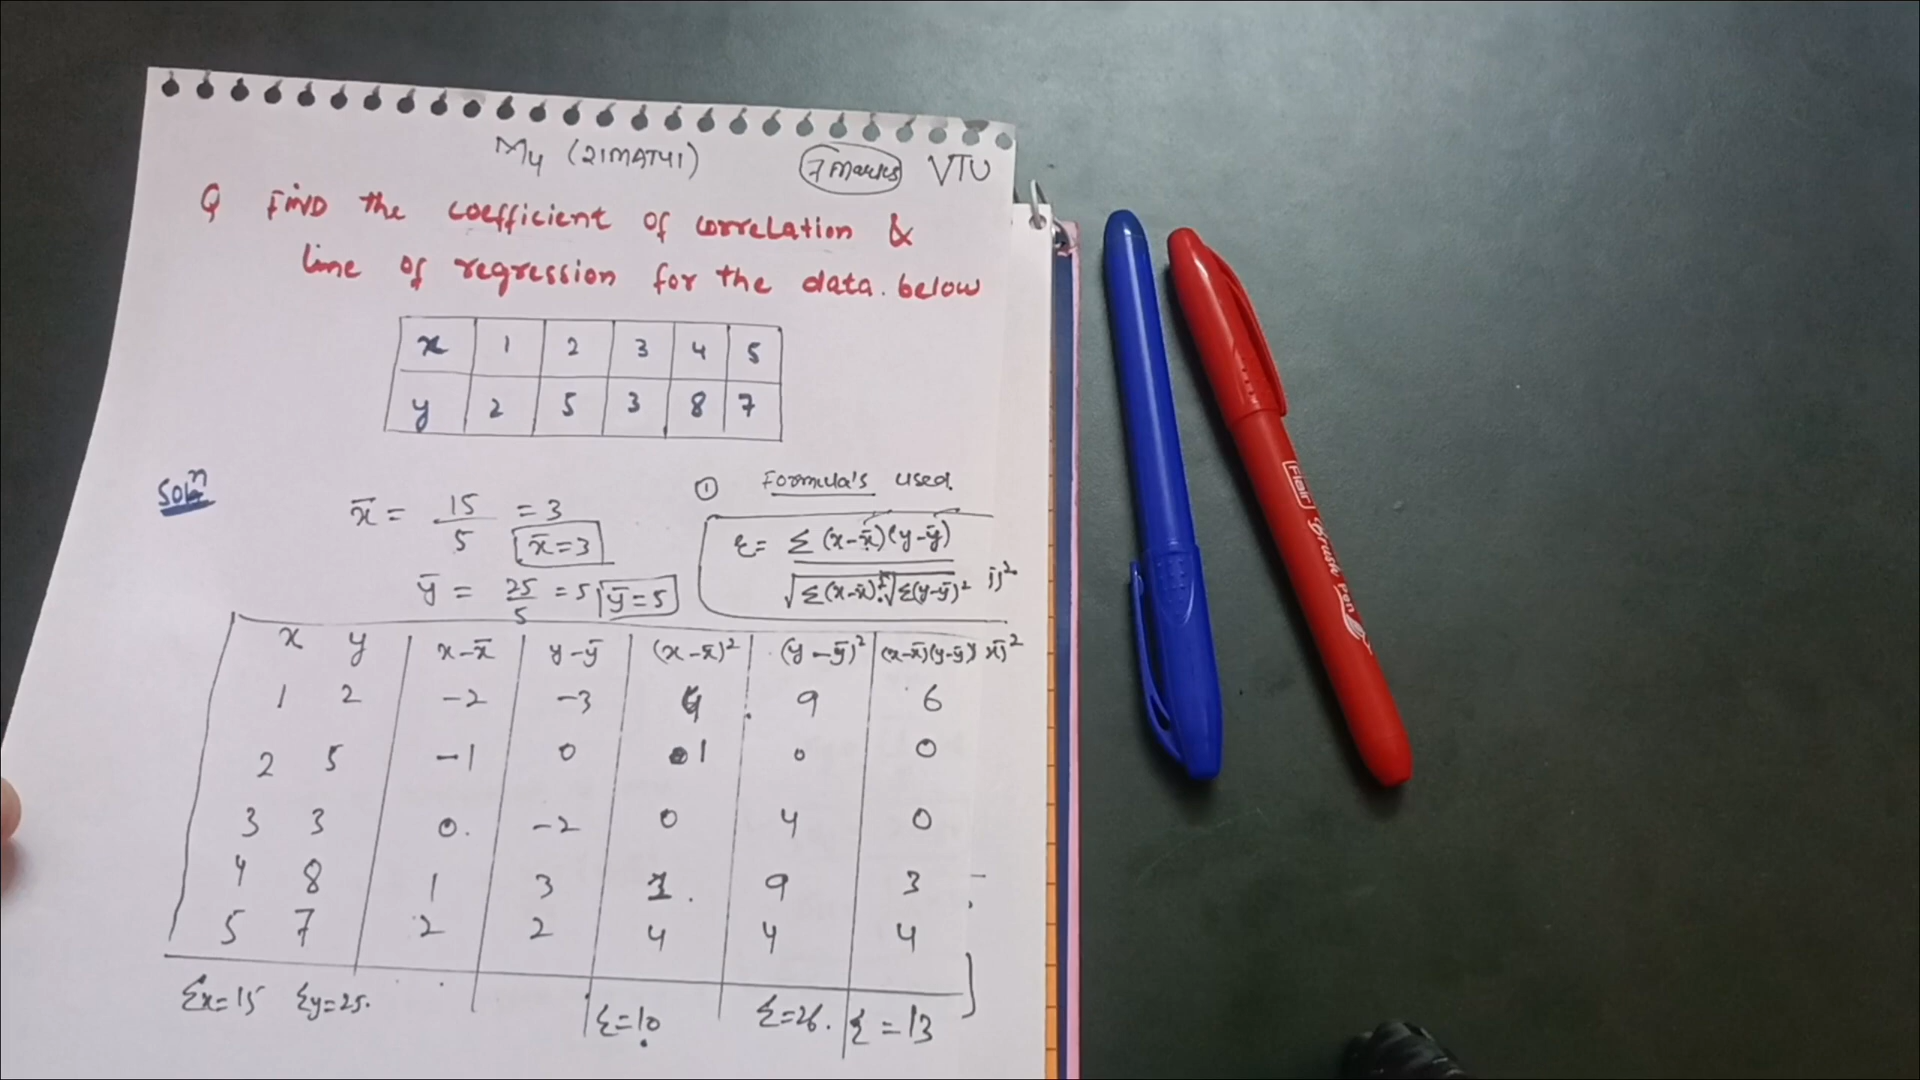 M4 (21MAT41) 7 Marks VTU
Q Find the coefficient of correlation &
line of regression for the data. below
x 1 2 3 4 5
y 2 5 3 8 7
Soln
x̄ = 15/5 = 3 x̄=3
ȳ = 25/5 = 5 ȳ=5
① Formula's used
r = Σ(x-x̄)(y-ȳ) / √Σ(x-x̄)² √Σ(y-ȳ)²
x y x-x̄ y-ȳ (x-x̄)² (y-ȳ)² (x-x̄)(y-ȳ)
1 2 -2 -3 4 9 6
2 5 -1 0 1 0 0
3 3 0 -2 0 4 0
4 8 1 3 1 9 3
5 7 2 2 4 4 4
Σx=15 Σy=25. Σ=10 Σ=26. Σ=13
Flair
Brush Pen